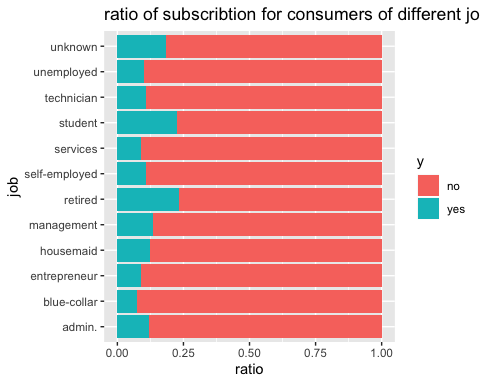 ratio of subscribtion for consumers of different jo
unknown
unemployed
technician
student
services
self-employed
retired
management
housemaid
entrepreneur
blue-collar
admin.
job
0.00 0.25 0.50 0.75 1.00
ratio
y
no
yes